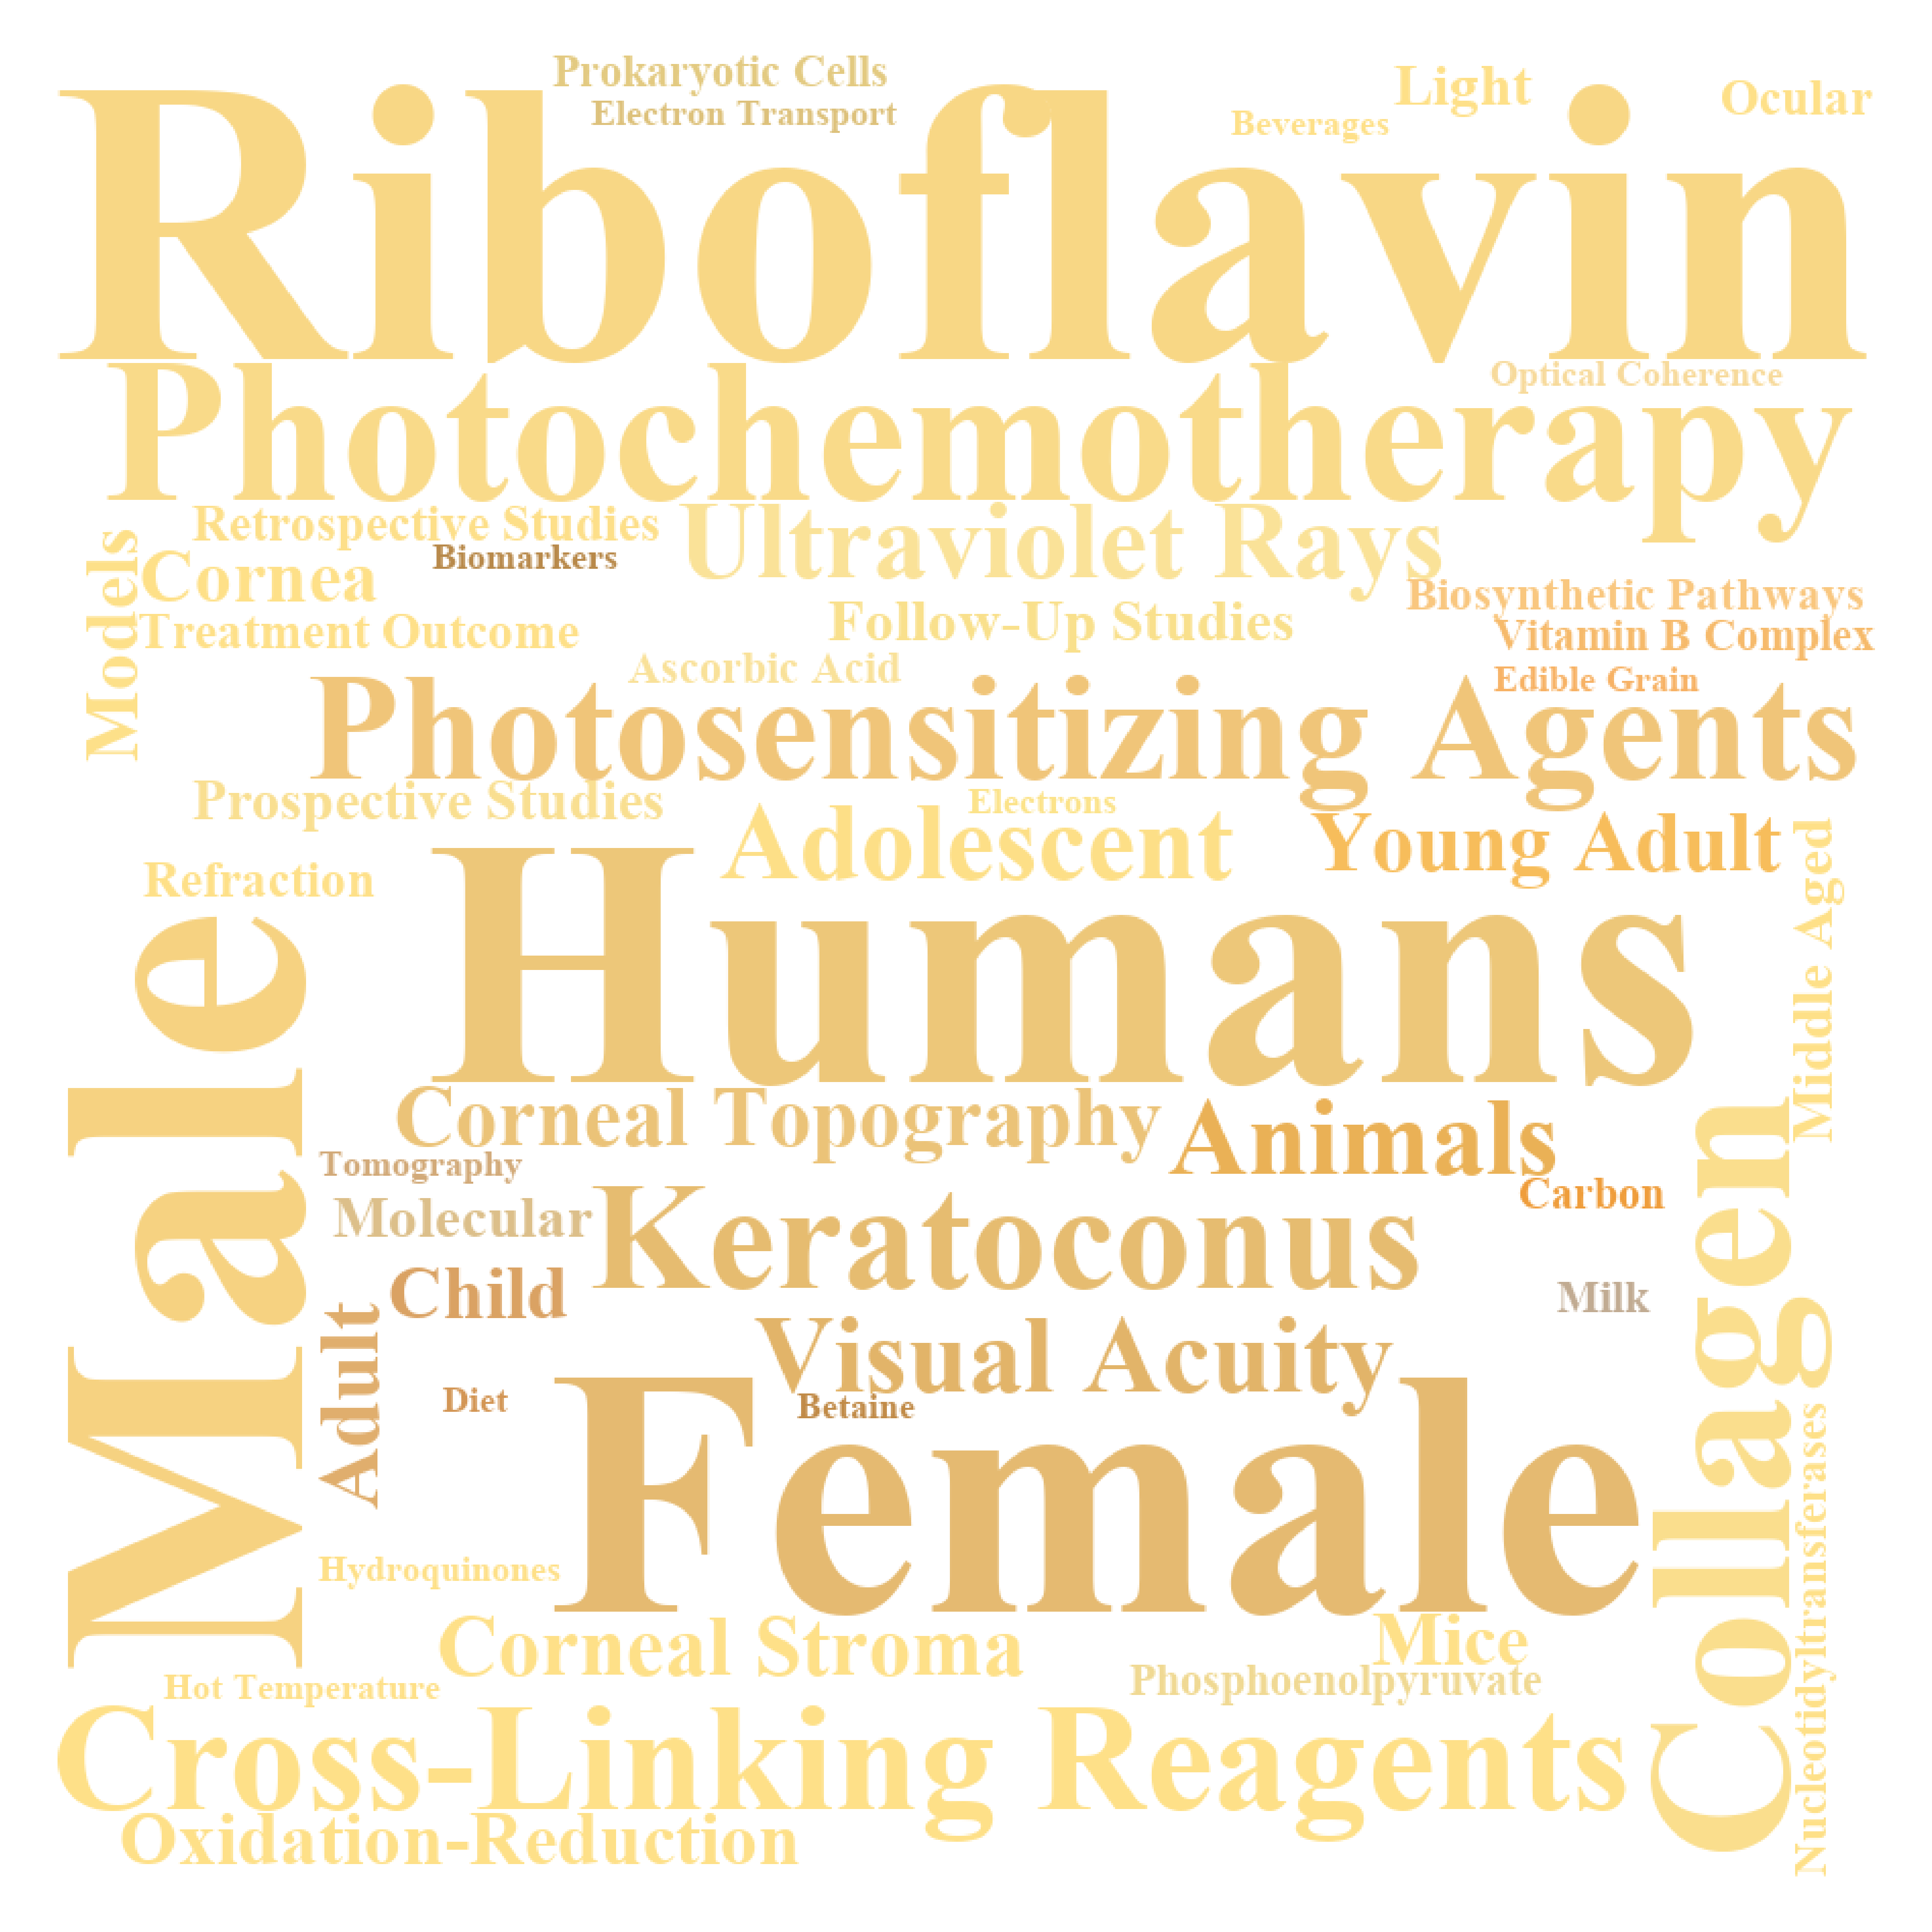 Prokaryotic Cells
Electron Transport
Beverages
Light
Ocular
Riboflavin
Optical Coherence
Photochemotherapy
Retrospective Studies
Ultraviolet Rays
Biomarkers
Models
Cornea
Biosynthetic Pathways
Treatment Outcome
Follow-Up Studies
Vitamin B Complex
Ascorbic Acid
Edible Grain
Photosensitizing Agents
Prospective Studies
Electrons
Adolescent
Young Adult
Refraction
Middle Aged
Male
Humans
Corneal Topography
Animals
Tomography
Carbon
Molecular
Keratoconus
Collagen
Child
Milk
Adult
Visual Acuity
Diet
Betaine
Female
Nucleotidyltransferases
Hydroquinones
Corneal Stroma
Mice
Hot Temperature
Phosphoenolpyruvate
Cross-Linking Reagents
Oxidation-Reduction